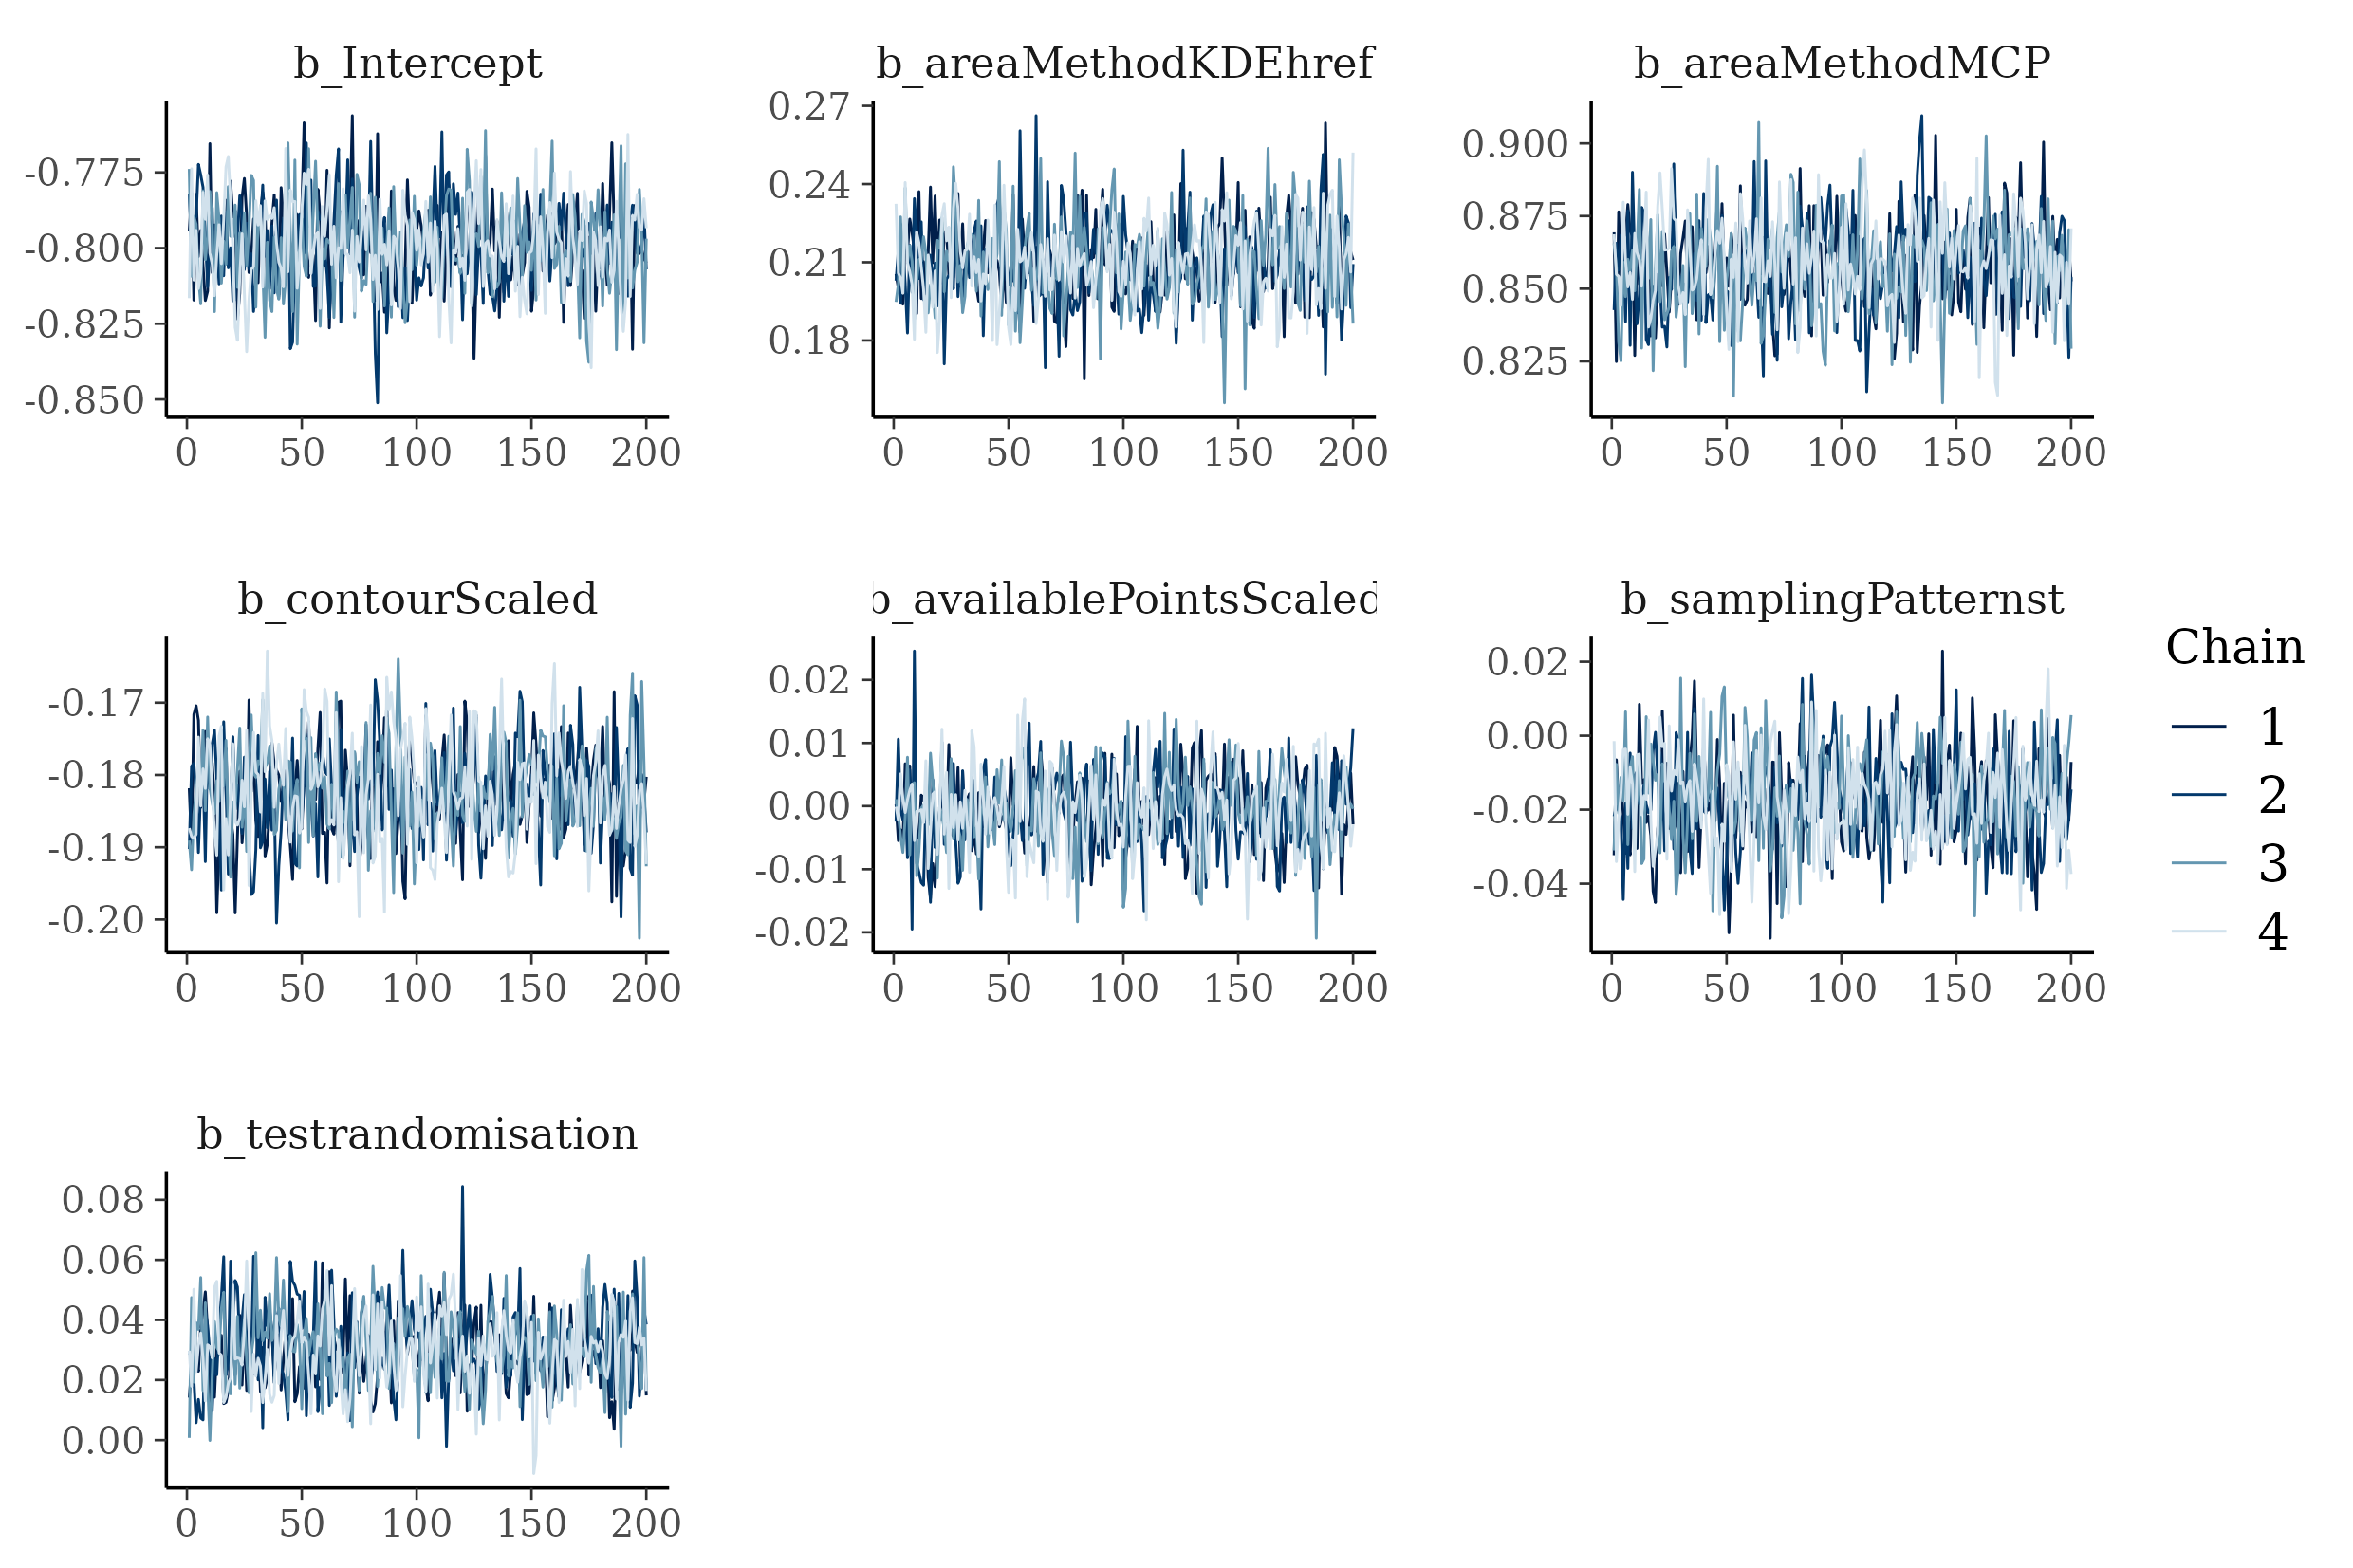 b_Intercept
b_areaMethodKDEhref
b_areaMethodMCP
-0.775
-0.800
-0.825
-0.850
0.27
0.24
0.21
0.18
0.900
0.875
0.850
0.825
0 50 100 150 200
0 50 100 150 200
0 50 100 150 200
b_contourScaled
b_availablePointsScaled
b_samplingPatternst
-0.17
-0.18
-0.19
-0.20
0.02
0.01
0.00
-0.01
-0.02
0.02
0.00
-0.02
-0.04
0 50 100 150 200
0 50 100 150 200
0 50 100 150 200
Chain
1
2
3
4
b_testrandomisation
0.08
0.06
0.04
0.02
0.00
0 50 100 150 200